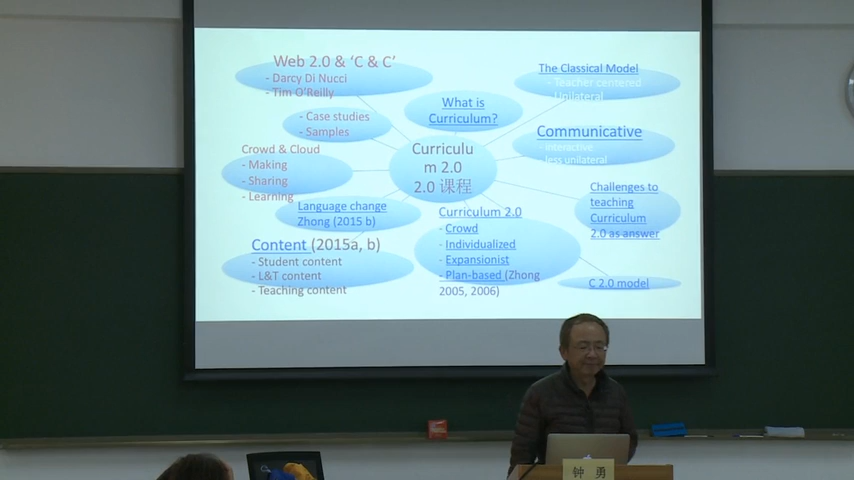 Web 2.0 & 'C & C'
- Darcy Di Nucci
- Tim O'Reilly
- Case studies
- Samples
Crowd & Cloud
- Making
- Sharing
- Learning
Language change
Zhong (2015 b)
Content (2015a, b)
- Student content
- L&T content
- Teaching content
What is
Curriculum?
Curriculu
m 2.0
2.0 课程
Curriculum 2.0
- Crowd
- Individualized
- Expansionist
- Plan-based (Zhong
2005, 2006)
The Classical Model
- Teacher centered
- Unilateral
Communicative
- interactive
- less unilateral
Challenges to
teaching
Curriculum
2.0 as answer
C 2.0 model
钟 勇